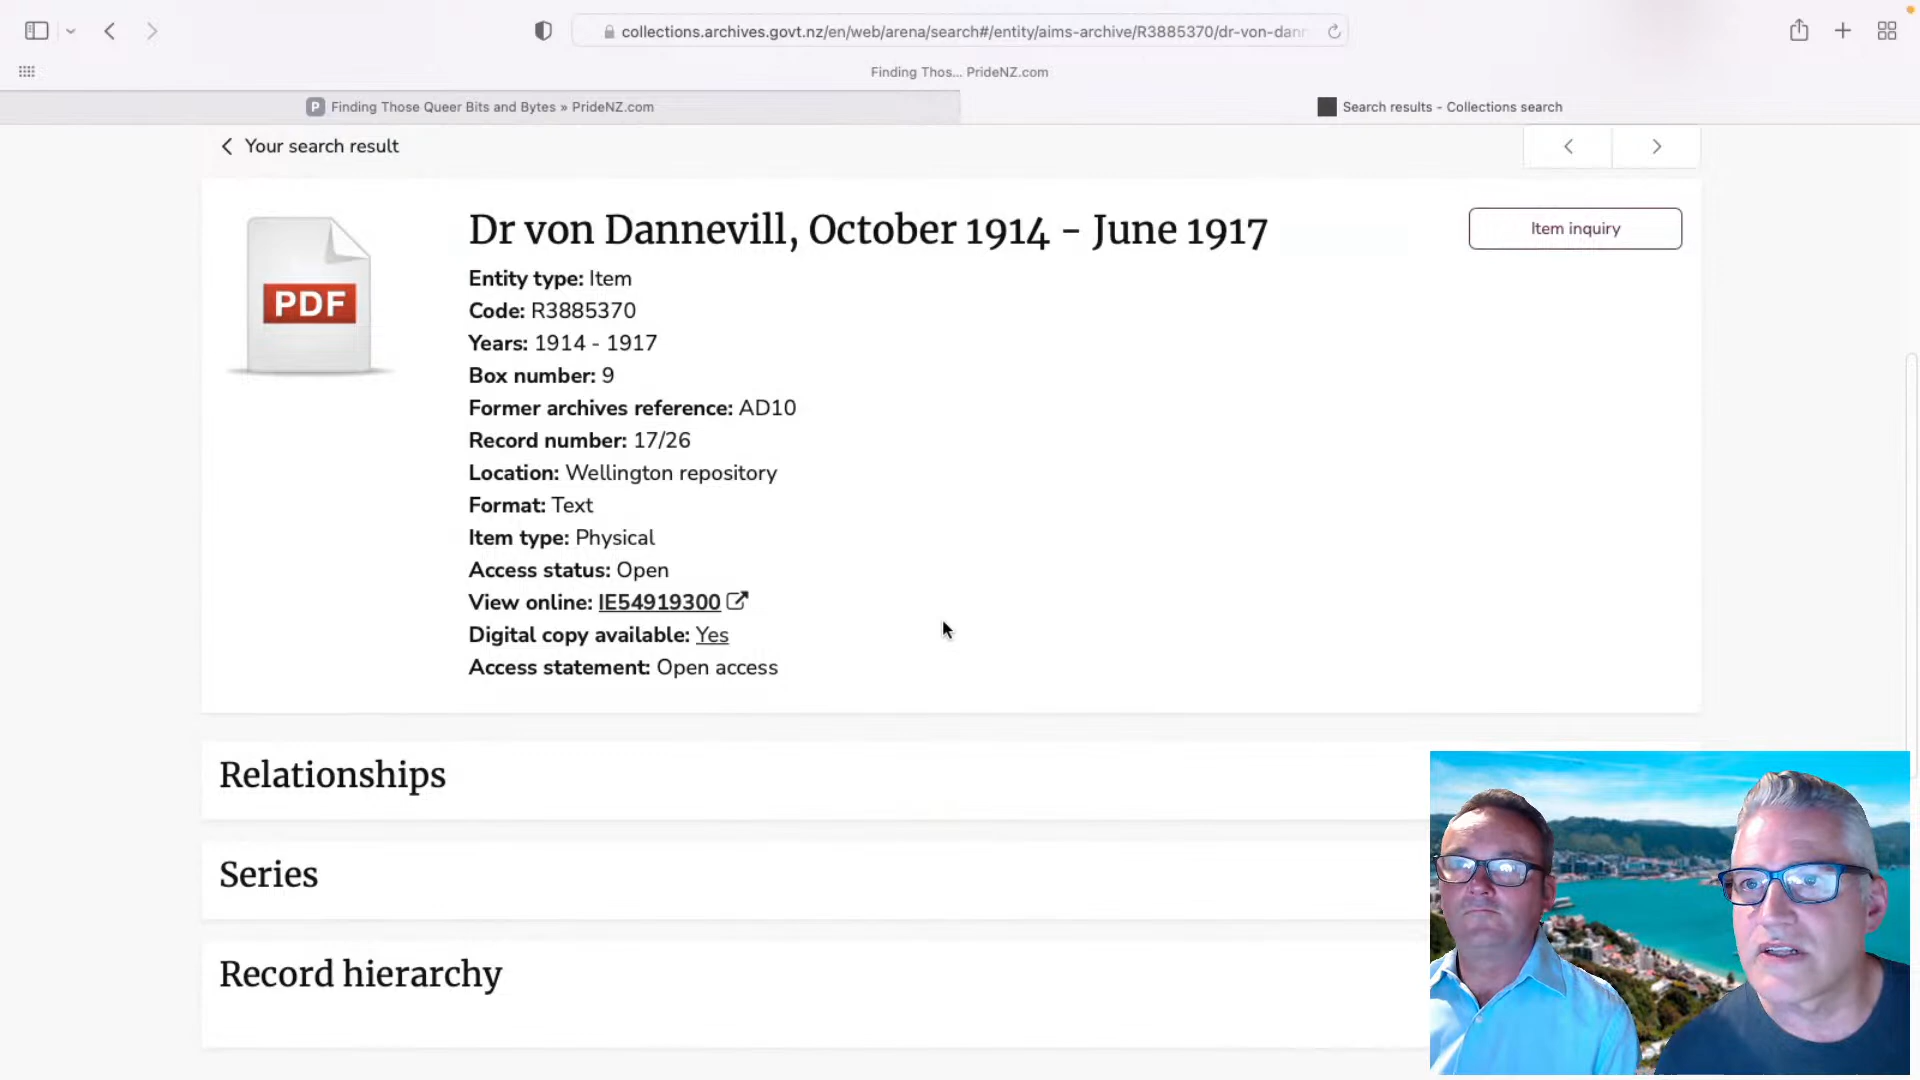 collections.archives.govt.nz/en/web/arena/search#/entity/aims-archive/R3885370/dr-von-dann
Finding Thos... PrideNZ.com
P Finding Those Queer Bits and Bytes » PrideNZ.com
Search results - Collections search
Your search result
Dr von Dannevill, October 1914 - June 1917
Item inquiry
PDF
Entity type: Item
Code: R3885370
Years: 1914 - 1917
Box number: 9
Former archives reference: AD10
Record number: 17/26
Location: Wellington repository
Format: Text
Item type: Physical
Access status: Open
View online: IE54919300
Digital copy available: Yes
Access statement: Open access
Relationships
Series
Record hierarchy